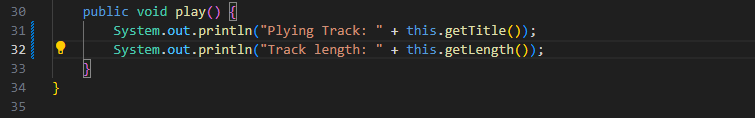 30 public void play() {
31 System.out.println("Plying Track: " + this.getTitle());
32 System.out.println("Track length: " + this.getLength());
33 }
34 }
35